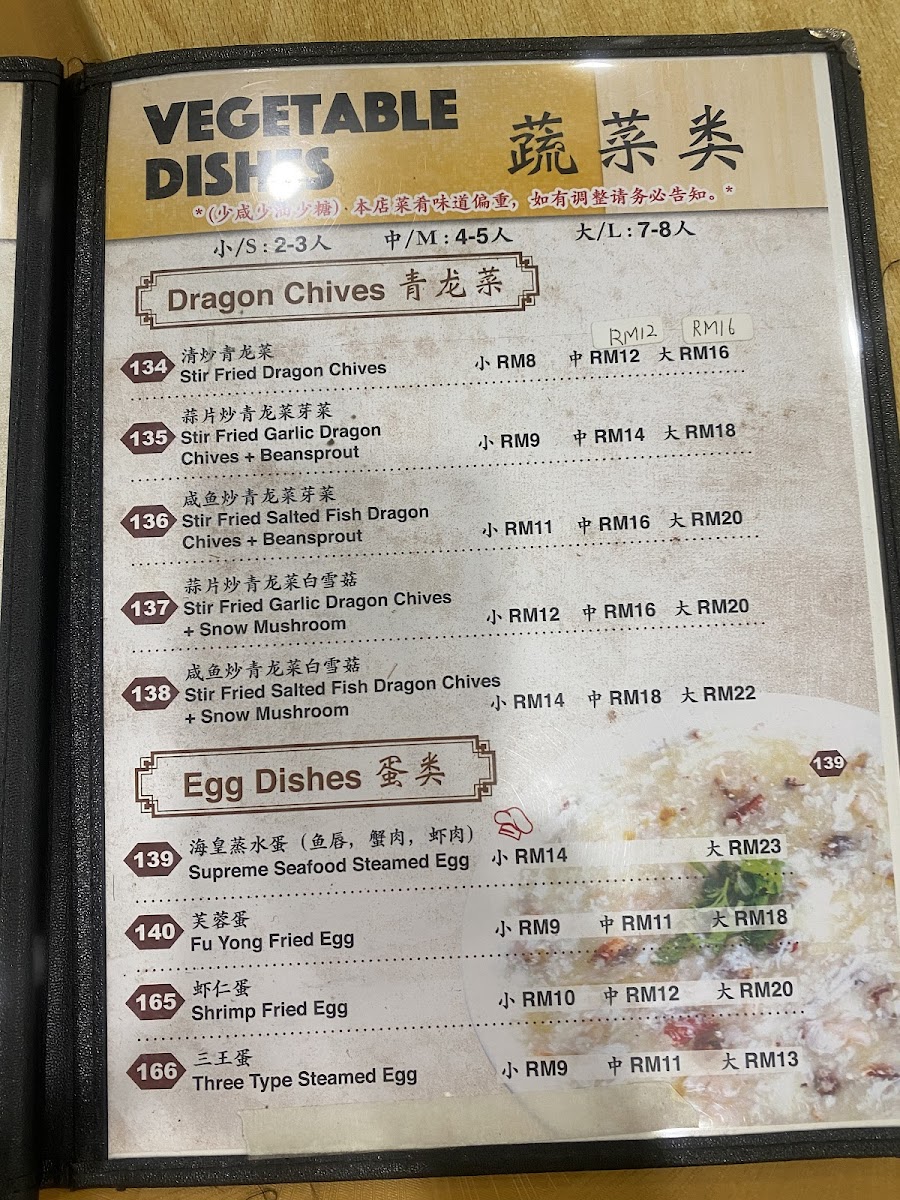 VEGETABLE
DISHES
蔬菜类
*(少咸少油少糖)·本店菜肴味道偏重，如有调整请务必告知。*
小/S : 2-3人 中/M : 4-5人 大/L : 7-8人
Dragon Chives 青龙菜
RM12 RM16
134 清炒青龙菜
Stir Fried Dragon Chives 小 RM8 中 RM12 大 RM16
135 蒜片炒青龙菜芽菜
Stir Fried Garlic Dragon
Chives + Beansprout 小 RM9 中 RM14 大 RM18
136 咸鱼炒青龙菜芽菜
Stir Fried Salted Fish Dragon
Chives + Beansprout 小 RM11 中 RM16 大 RM20
137 蒜片炒青龙菜白雪菇
Stir Fried Garlic Dragon Chives
+ Snow Mushroom 小 RM12 中 RM16 大 RM20
138 咸鱼炒青龙菜白雪菇
Stir Fried Salted Fish Dragon Chives
+ Snow Mushroom 小 RM14 中 RM18 大 RM22
Egg Dishes 蛋类
139
139 海皇蒸水蛋（鱼唇，蟹肉，虾肉）
Supreme Seafood Steamed Egg 小 RM14 大 RM23
140 芙蓉蛋
Fu Yong Fried Egg 小 RM9 中 RM11 大 RM18
165 虾仁蛋
Shrimp Fried Egg 小 RM10 中 RM12 大 RM20
166 三王蛋
Three Type Steamed Egg 小 RM9 中 RM11 大 RM13